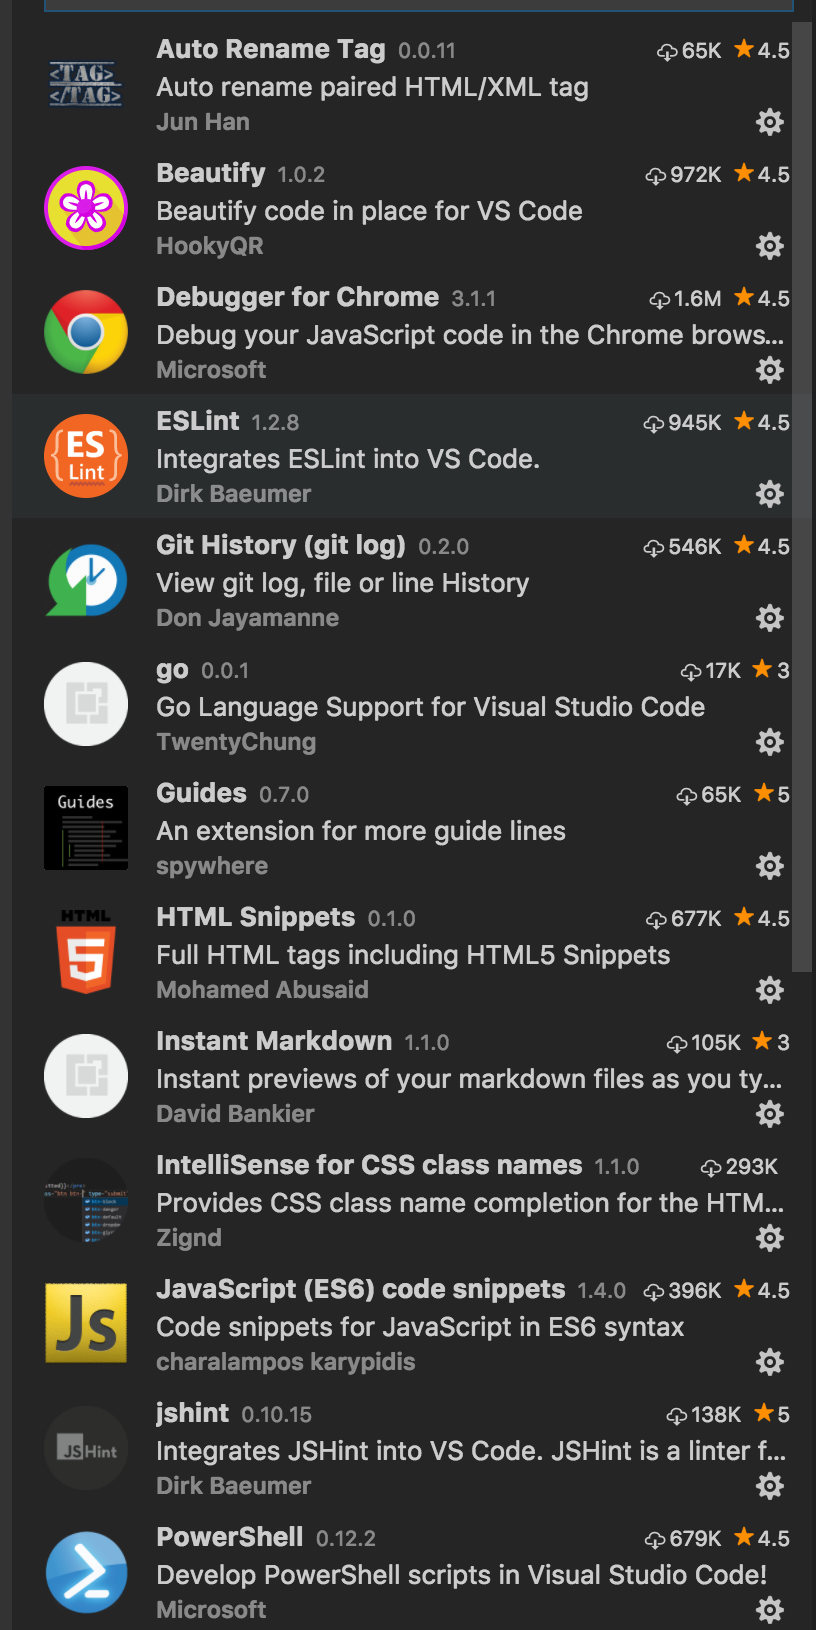 Auto Rename Tag 0.0.11 65K 4.5
<TAG>
Auto rename paired HTML/XML tag
</TAG>
Jun Han
Beautify 1.0.2 972K 4.5
Beautify code in place for VS Code
HookyQR
Debugger for Chrome 3.1.1 1.6M 4.5
Debug your JavaScript code in the Chrome brows...
Microsoft
ESLint 1.2.8 945K 4.5
{ES
Lint}
Integrates ESLint into VS Code.
Dirk Baeumer
Git History (git log) 0.2.0 546K 4.5
View git log, file or line History
Don Jayamanne
go 0.0.1 17K 3
Go Language Support for Visual Studio Code
TwentyChung
Guides 0.7.0 65K 5
Guides
An extension for more guide lines
spywhere
HTML Snippets 0.1.0 677K 4.5
HTML
5
Full HTML tags including HTML5 Snippets
Mohamed Abusaid
Instant Markdown 1.1.0 105K 3
Instant previews of your markdown files as you ty...
David Bankier
IntelliSense for CSS class names 1.1.0 293K
Provides CSS class name completion for the HTM...
Zignd
JavaScript (ES6) code snippets 1.4.0 396K 4.5
JS
Code snippets for JavaScript in ES6 syntax
charalampos karypidis
jshint 0.10.15 138K 5
JSHint
Integrates JSHint into VS Code. JSHint is a linter f...
Dirk Baeumer
PowerShell 0.12.2 679K 4.5
Develop PowerShell scripts in Visual Studio Code!
Microsoft